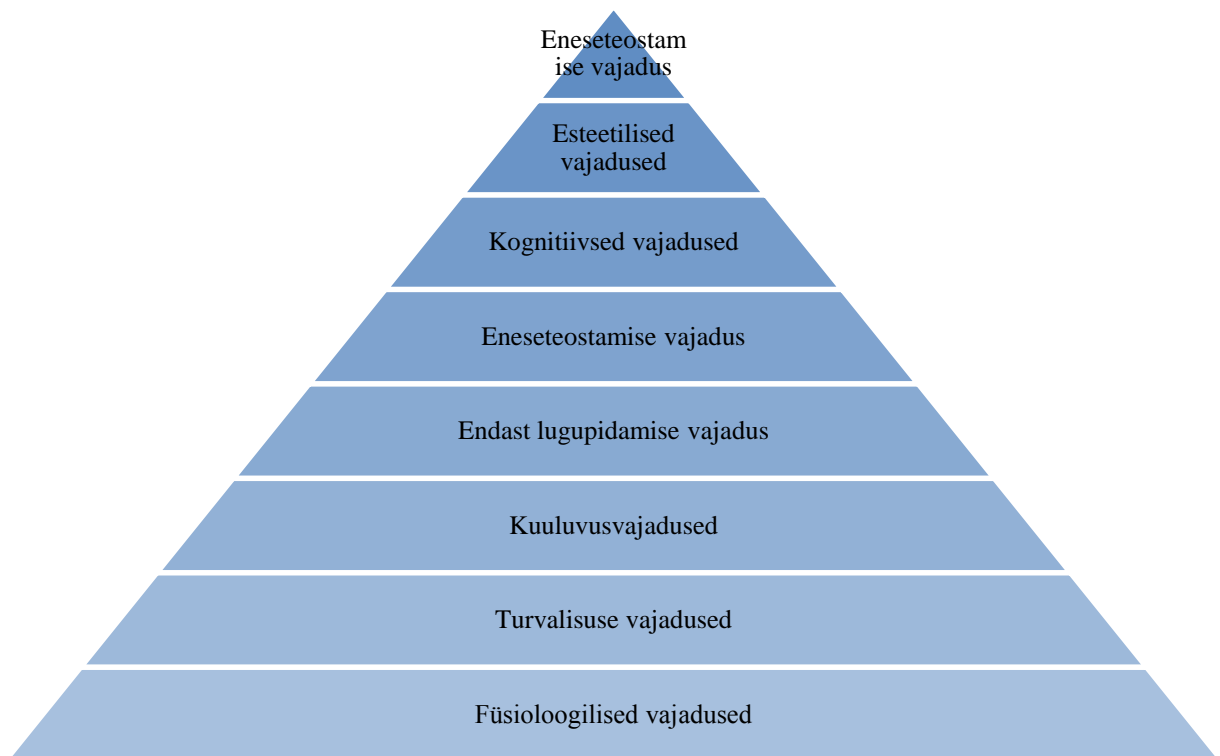 Eneseteostam
ise vajadus
Esteetilised
vajadused
Kognitiivsed vajadused
Eneseteostamise vajadus
Endast lugupidamise vajadus
Kuuluvusvajadused
Turvalisuse vajadused
Füsioloogilised vajadused